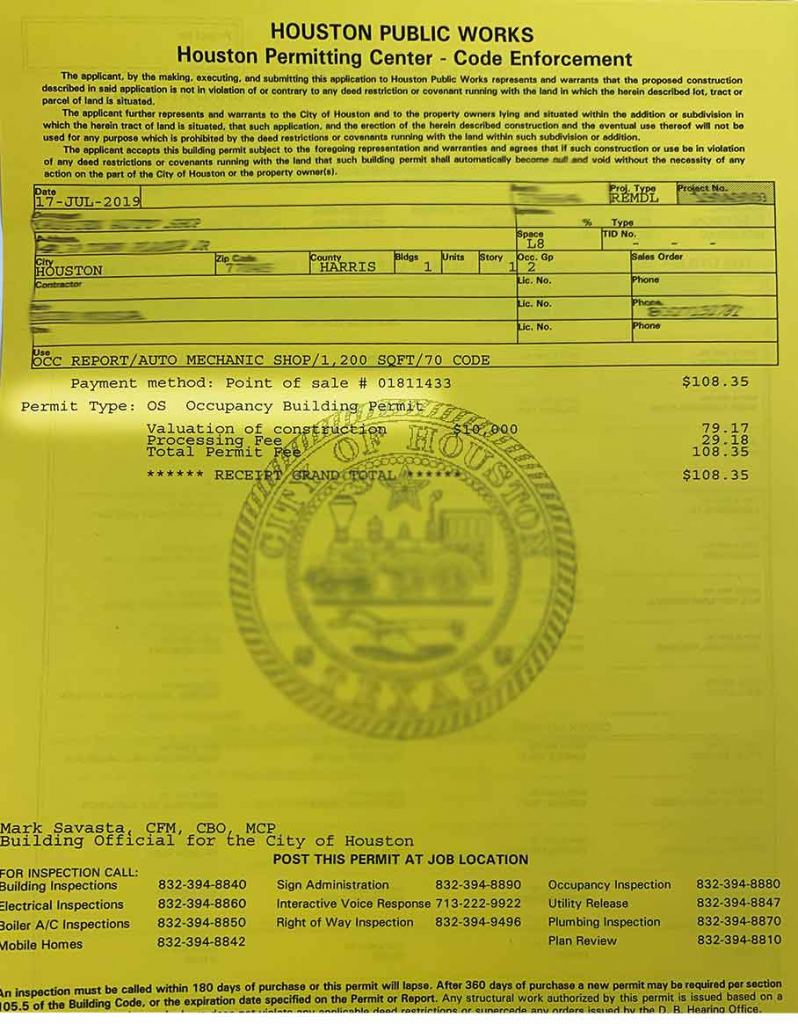 HOUSTON PUBLIC WORKS
Houston Permitting Center - Code Enforcement
The applicant, by the making, executing, and submitting this application to Houston Public Works represents and warrants that the proposed construction
described in said application is not in violation of or contrary to any deed restriction or covenant running with the land in which the herein described lot, tract or
parcel of land is situated.
The applicant further represents and warrants to the City of Houston and to the property owners lying and situated within the addition or subdivision in
which the herein tract of land is situated, that such application, and the erection of the herein described construction and the eventual use thereof will not be
used for any purpose which is prohibited by the deed restrictions or covenants running with the land within such subdivision or addition.
The applicant accepts this building permit subject to the foregoing representation and warranties and agrees that if such construction or use be in violation
of any deed restrictions or covenants running with the land that such building permit shall automatically become null and void without the necessity of any
action on the part of the City of Houston or the property owner(s).
Date Proj. Type Project No.
17-JUL-2019 REMDL
% Type
Space TID No.
L8 - - -
City Zip Code County Bldgs Units Story Occ. Gp Sales Order
HOUSTON HARRIS 1 1 2
Contractor Lic. No. Phone
Lic. No. Phone
Lic. No. Phone
Use
OCC REPORT/AUTO MECHANIC SHOP/1,200 SQFT/70 CODE
Payment method: Point of sale # 01811433 $108.35
Permit Type: OS Occupancy Building Permit
Valuation of construction $10,000 79.17
Processing Fee 29.18
Total Permit Fee 108.35
****** RECEIPT GRAND TOTAL ****** $108.35
CITY OF HOUSTON
TEXAS
Mark Savasta, CFM, CBO, MCP
Building Official for the City of Houston
POST THIS PERMIT AT JOB LOCATION
FOR INSPECTION CALL:
Building Inspections 832-394-8840 Sign Administration 832-394-8890 Occupancy Inspection 832-394-8880
Electrical Inspections 832-394-8860 Interactive Voice Response 713-222-9922 Utility Release 832-394-8847
Boiler A/C Inspections 832-394-8850 Right of Way Inspection 832-394-9496 Plumbing Inspection 832-394-8870
Mobile Homes 832-394-8842 Plan Review 832-394-8810
An inspection must be called within 180 days of purchase or this permit will lapse. After 360 days of purchase a new permit may be required per section
105.5 of the Building Code, or the expiration date specified on the Permit or Report. Any structural work authorized by this permit is issued based on a
any applicable deed restrictions or supercede any orders issued by the D. B. Hearing Office.